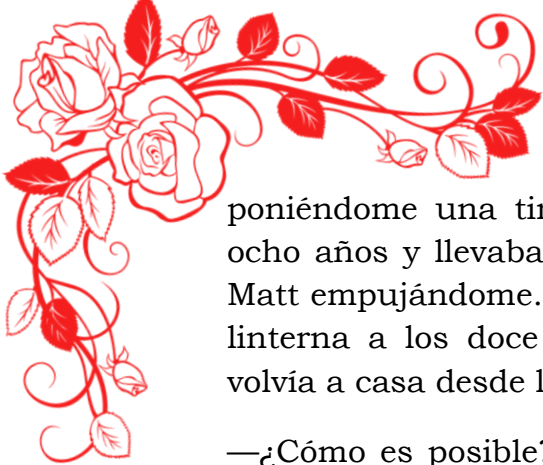 poniéndome una
ocho años y llevaba
Matt empujándome.
linterna a los doce
volvía a casa desde
—¿Cómo es posible?